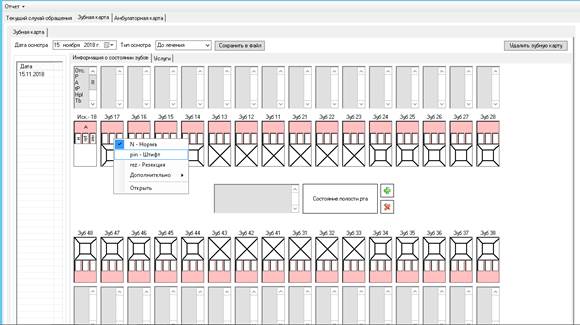 Отчет
Текущий случай обращения Зубная карта Амбулаторная карта
Зубная карта
Дата осмотра 15 ноября 2018 г. Тип осмотра До лечения Сохранить в файл Удалить зубную карту
Информация о состоянии зубов Услуги
Дата
15.11.2018
Отс.
P
A
tP
Hpl
Tb
Иск.- 18 Зуб 17 Зуб 16 Зуб 15 Зуб 14 Зуб 13 Зуб 12 Зуб 11 Зуб 21 Зуб 22 Зуб 23 Зуб 24 Зуб 25 Зуб 26 Зуб 27 Зуб 28
A
N - Норма
pin - Штифт
rez - Резекция
Дополнительно
Открыть
Состояние полости рта
Зуб 48 Зуб 47 Зуб 46 Зуб 45 Зуб 44 Зуб 43 Зуб 42 Зуб 41 Зуб 31 Зуб 32 Зуб 33 Зуб 34 Зуб 35 Зуб 36 Зуб 37 Зуб 38